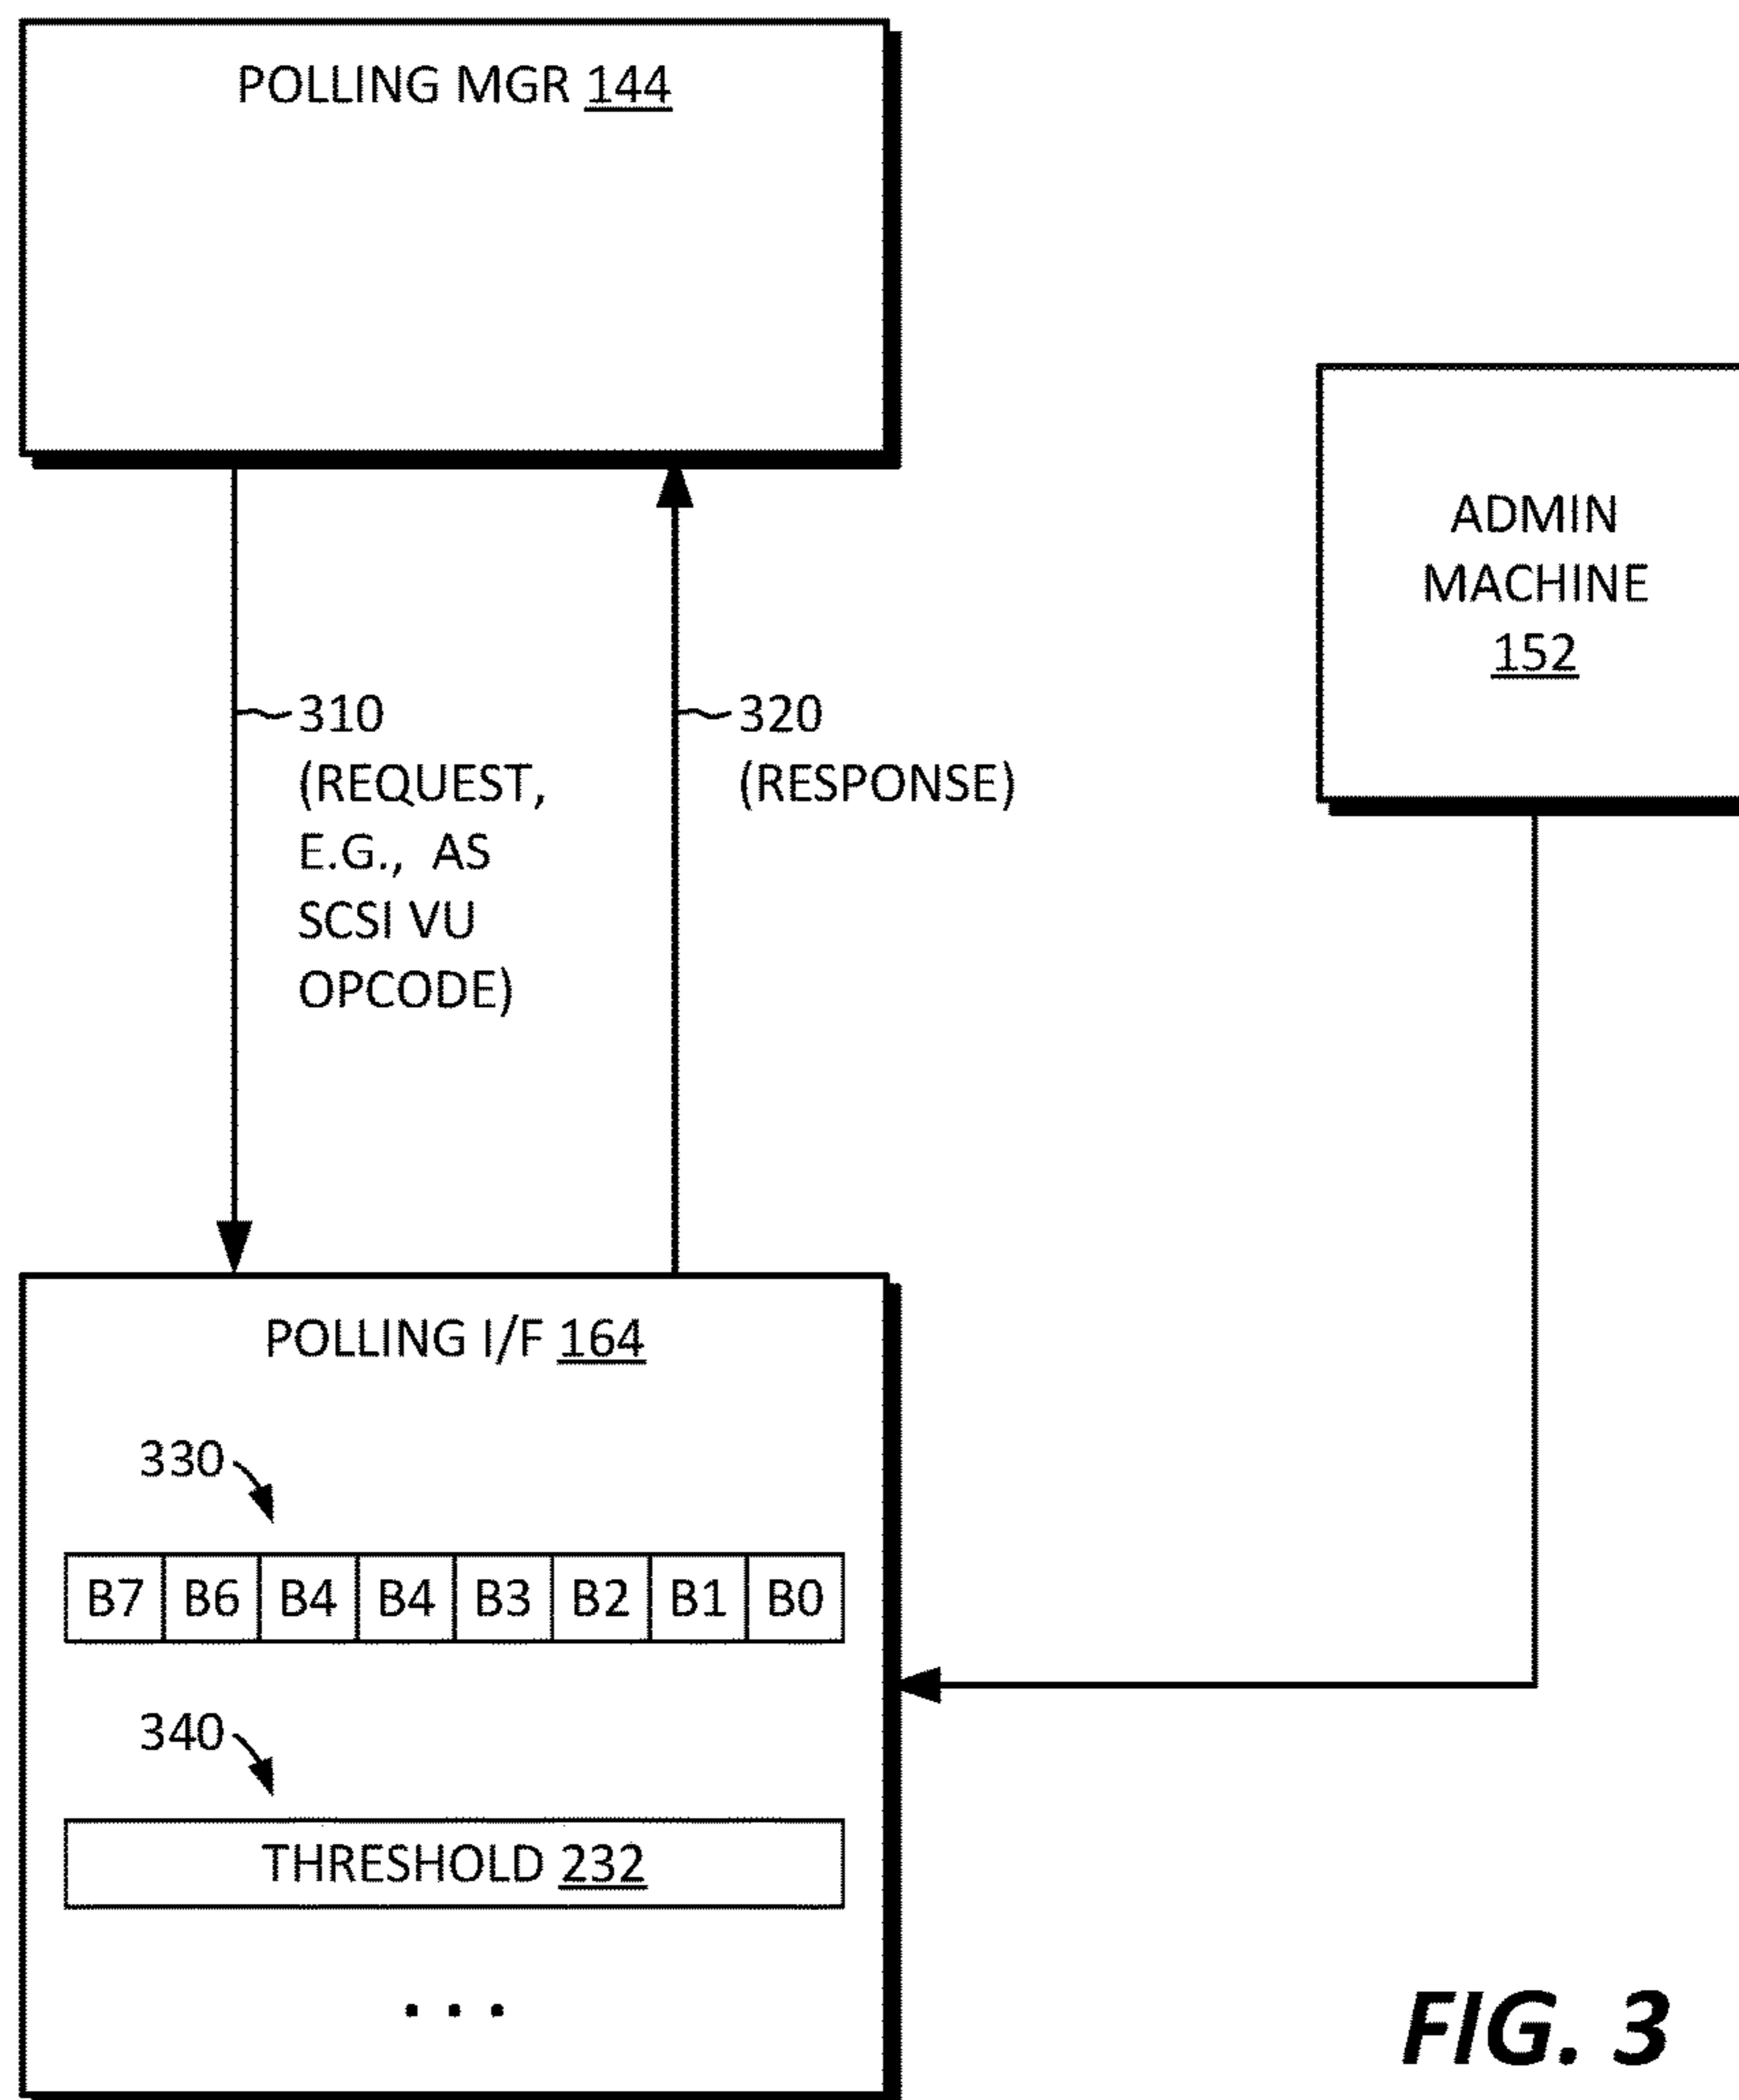 POLLING MGR 144
ADMIN
MACHINE
152
310
(REQUEST,
E.G., AS
SCSI VU
OPCODE)
320
(RESPONSE)
POLLING I/F 164
330
B7 B6 B4 B4 B3 B2 B1 B0
340
THRESHOLD 232
. . .
FIG. 3